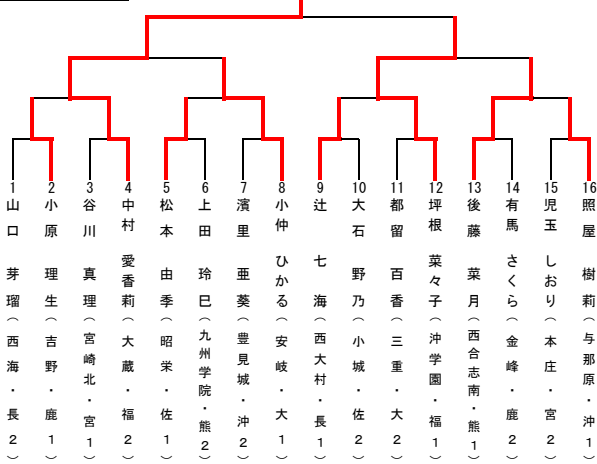 1 山口 芽瑠（西海・長2）
2 小原 理生（吉野・鹿1）
3 谷川 真理（宮崎北・宮1）
4 中村 愛香莉（大蔵・福2）
5 松本 由季（昭栄・佐1）
6 上田 玲巳（九州学院・熊2）
7 濱里 亜葵（豊見城・沖2）
8 小仲 ひかる（安岐・大1）
9 辻 七海（西大村・長1）
10 大石 野乃（小城・佐2）
11 都留 百香（三重・大2）
12 坪根 菜々子（沖学園・福1）
13 後藤 菜月（西合志南・熊1）
14 有馬 さくら（金峰・鹿2）
15 児玉 しおり（本庄・宮2）
16 照屋 樹莉（与那原・沖1）